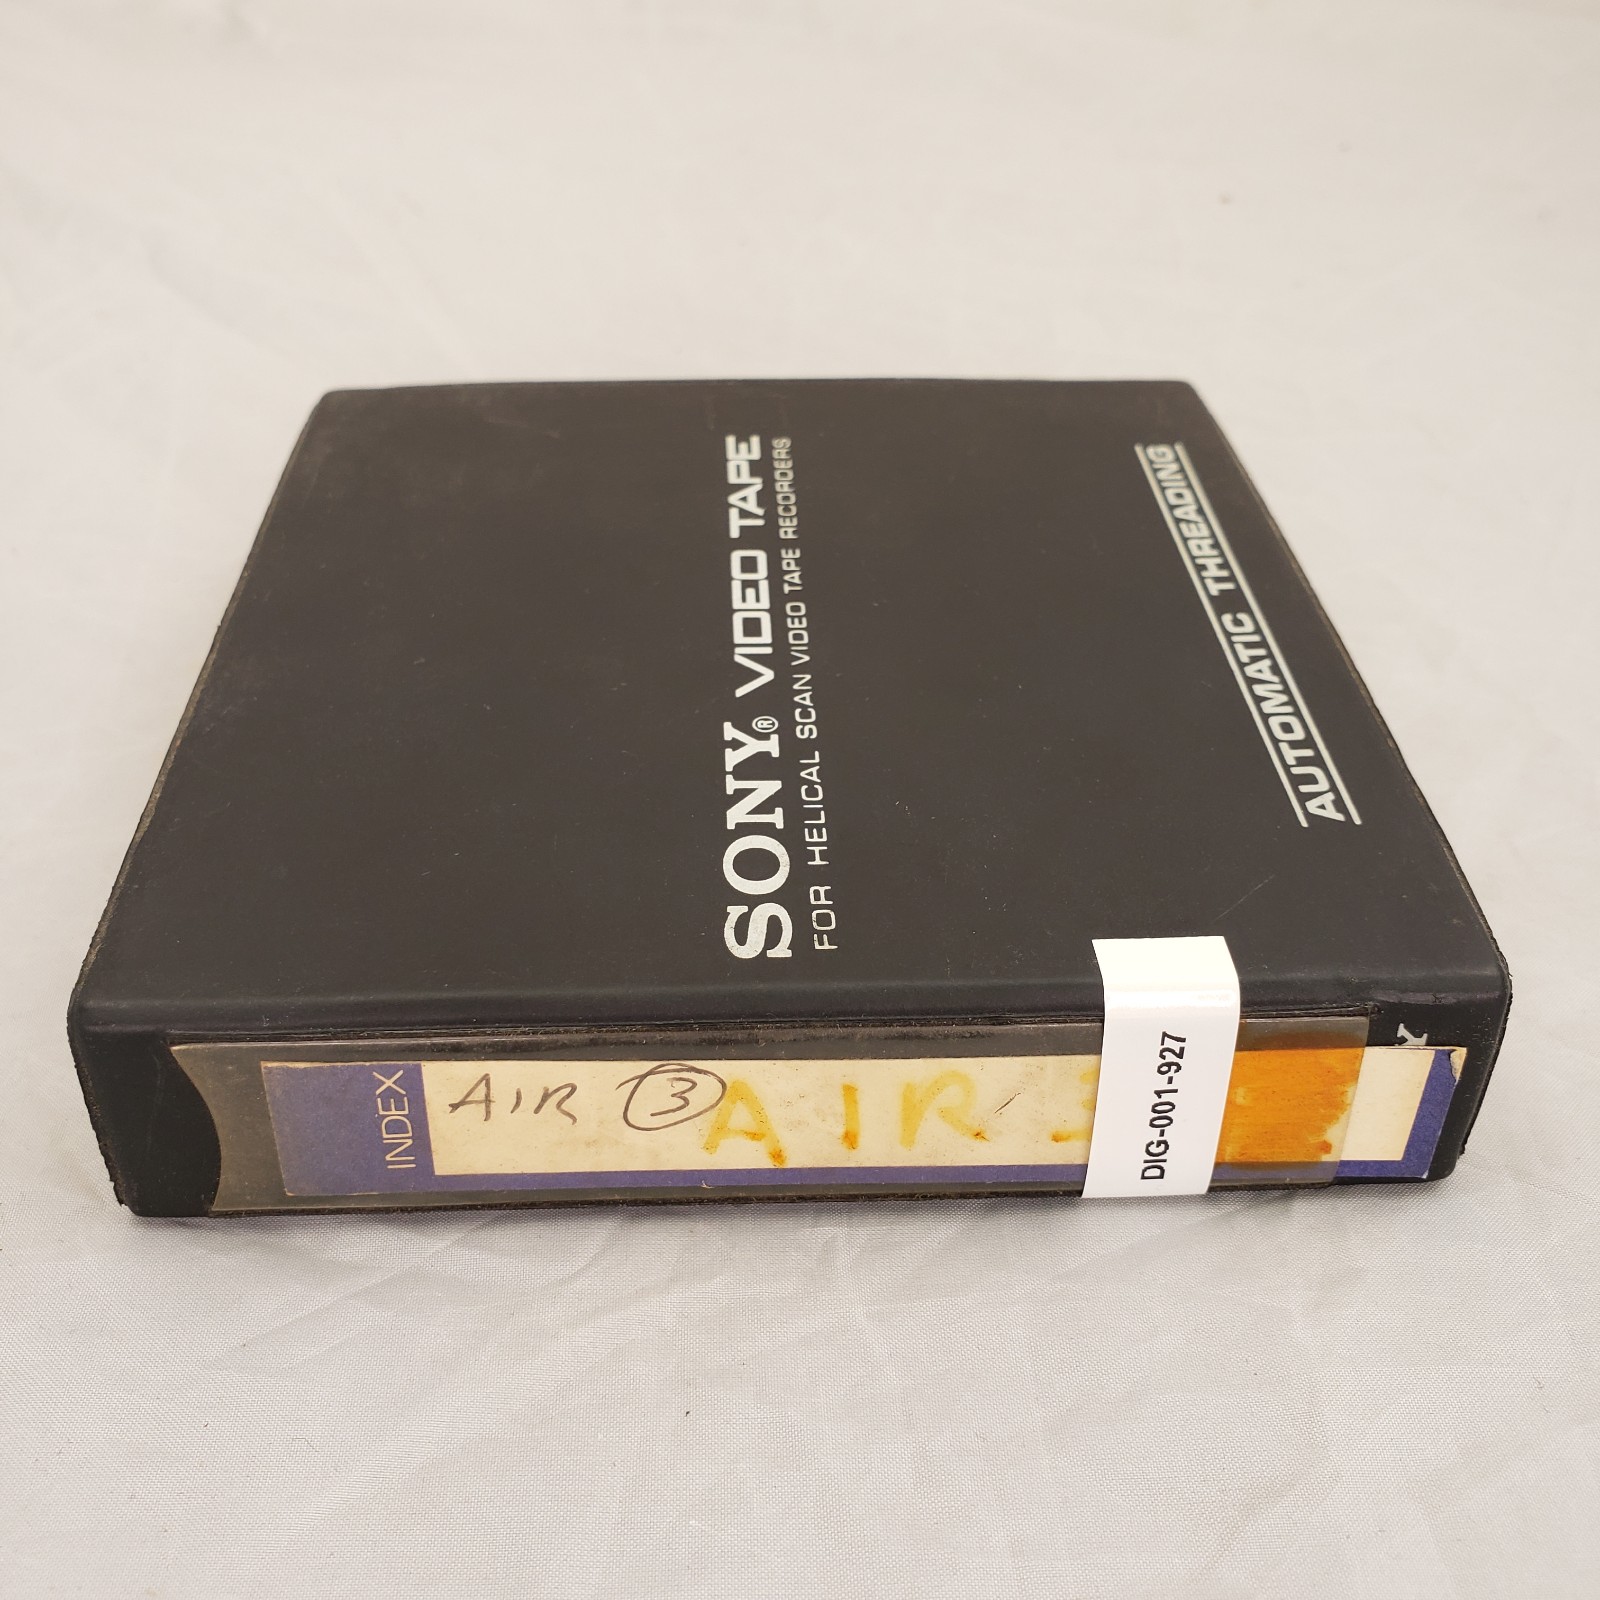 SONY® VIDEO TAPE
FOR HELICAL SCAN VIDEO TAPE RECORDERS
AUTOMATIC THREADING
INDEX
AIR 3
AIR
DIG-001-927
Y